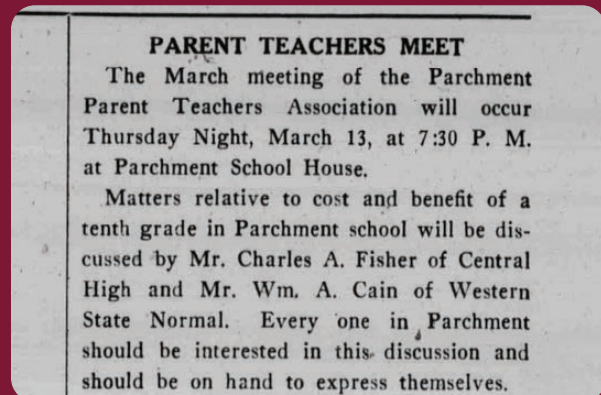 PARENT TEACHERS MEET
The March meeting of the Parchment
Parent Teachers Association will occur
Thursday Night, March 13, at 7:30 P. M.
at Parchment School House.
Matters relative to cost and benefit of a
tenth grade in Parchment school will be dis-
cussed by Mr. Charles A. Fisher of Central
High and Mr. Wm. A. Cain of Western
State Normal. Every one in Parchment
should be interested in this discussion and
should be on hand to express themselves.